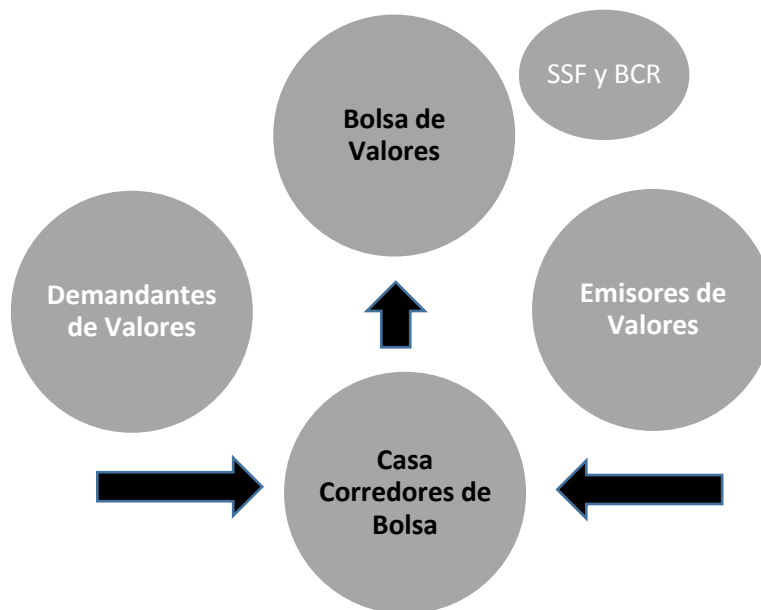 SSF y BCR
Bolsa de
Valores
Demandantes
de Valores
Emisores de
Valores
Casa
Corredores de
Bolsa